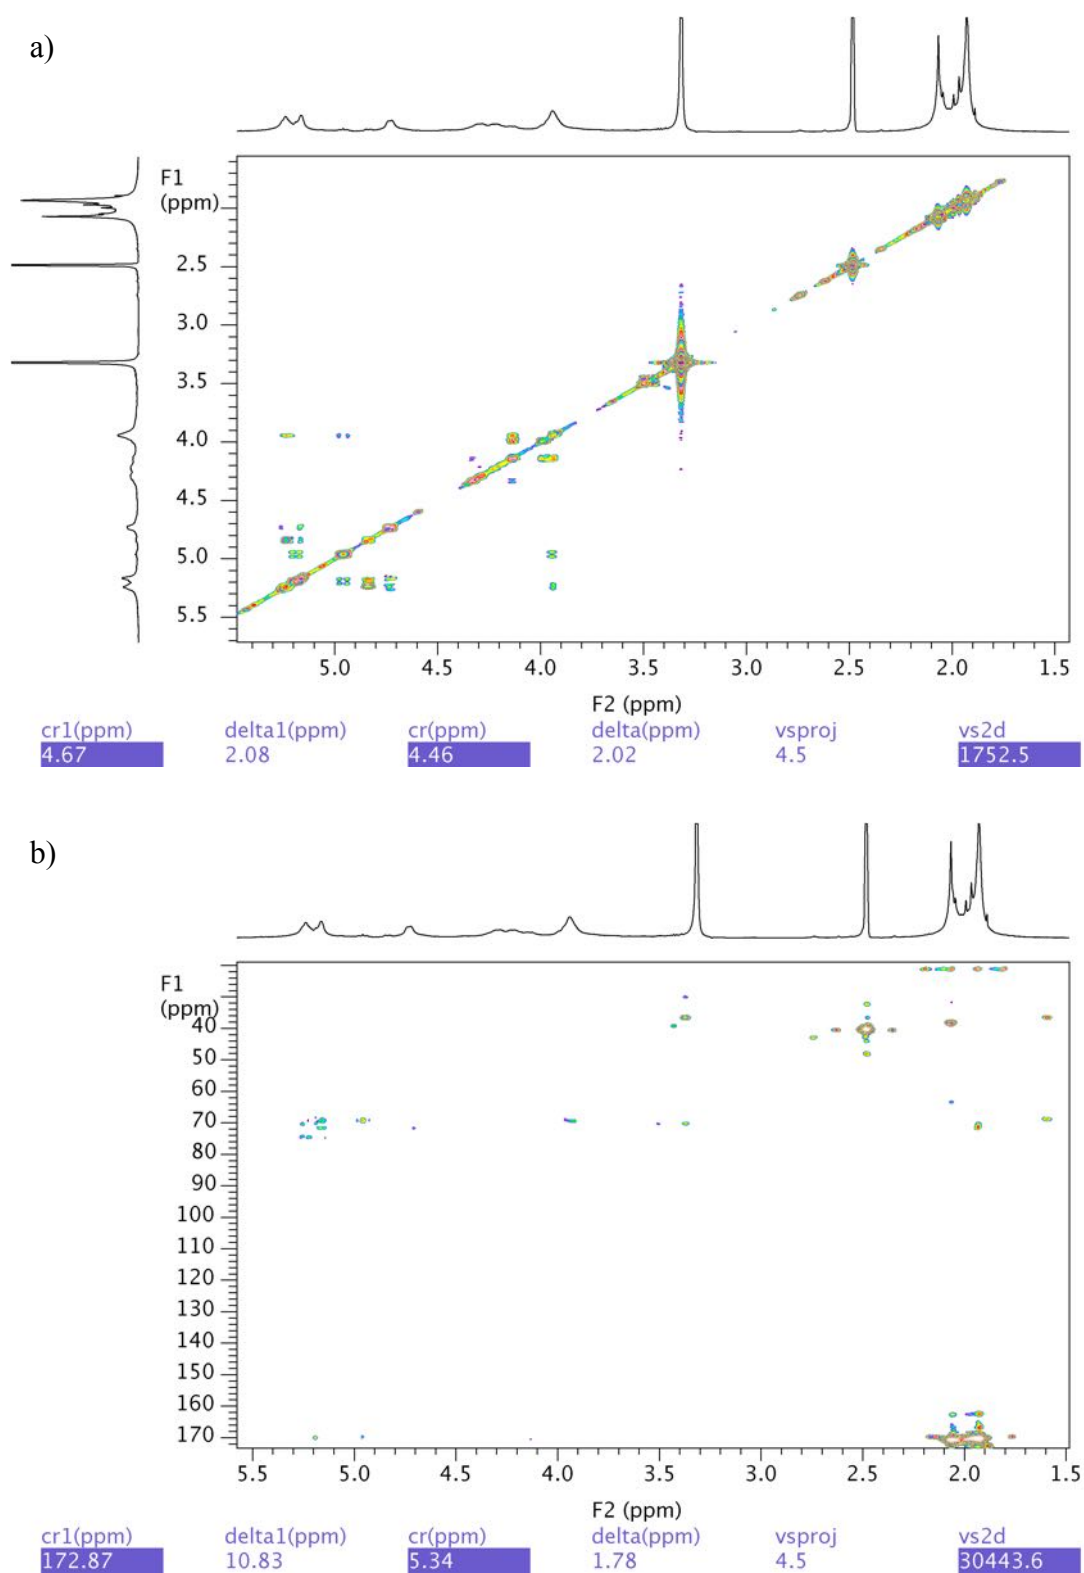 a)
F1
(ppm)
2.5
3.0
3.5
4.0
4.5
5.0
5.5
5.0 4.5 4.0 3.5 3.0 2.5 2.0 1.5
F2 (ppm)
cr1(ppm) delta1(ppm) cr(ppm) delta(ppm) vsproj vs2d
4.67 2.08 4.46 2.02 4.5 1752.5
b)
F1
(ppm)
40
50
60
70
80
90
100
110
120
130
140
150
160
170
5.5 5.0 4.5 4.0 3.5 3.0 2.5 2.0 1.5
F2 (ppm)
cr1(ppm) delta1(ppm) cr(ppm) delta(ppm) vsproj vs2d
172.87 10.83 5.34 1.78 4.5 30443.6